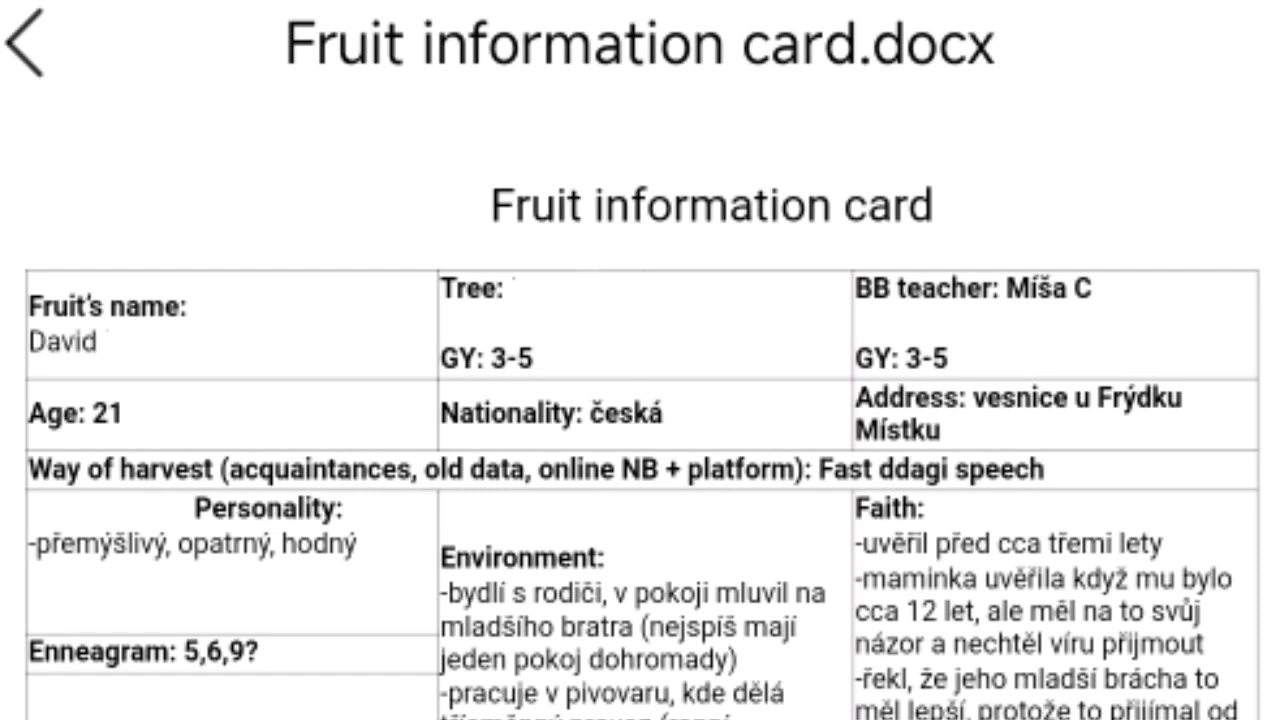 Fruit information card.docx
Fruit information card
Fruit's name:
David
Tree:
GY: 3-5
BB teacher: Míša C
GY: 3-5
Age: 21
Nationality: česká
Address: vesnice u Frýdku
Místku
Way of harvest (acquaintances, old data, online NB + platform): Fast ddagi speech
Personality:
-přemýšlivý, opatrný, hodný
Enneagram: 5,6,9?
Environment:
-bydlí s rodiči, v pokoji mluvil na
mladšího bratra (nejspíš mají
jeden pokoj dohromady)
-pracuje v pivovaru, kde dělá
Faith:
-uvěřil před cca třemi lety
-maminka uvěřila když mu bylo
cca 12 let, ale měl na to svůj
názor a nechtěl víru přijmout
-řekl, že jeho mladší brácha to
měl lepší, protože to přijímal od